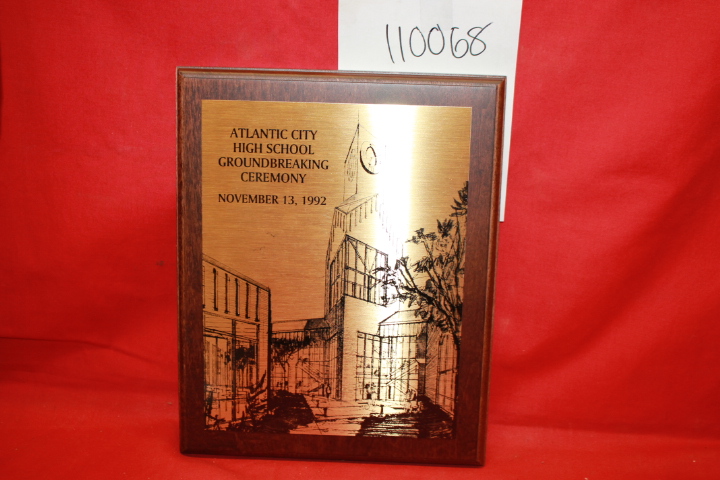 110068
ATLANTIC CITY
HIGH SCHOOL
GROUNDBREAKING
CEREMONY
NOVEMBER 13, 1992